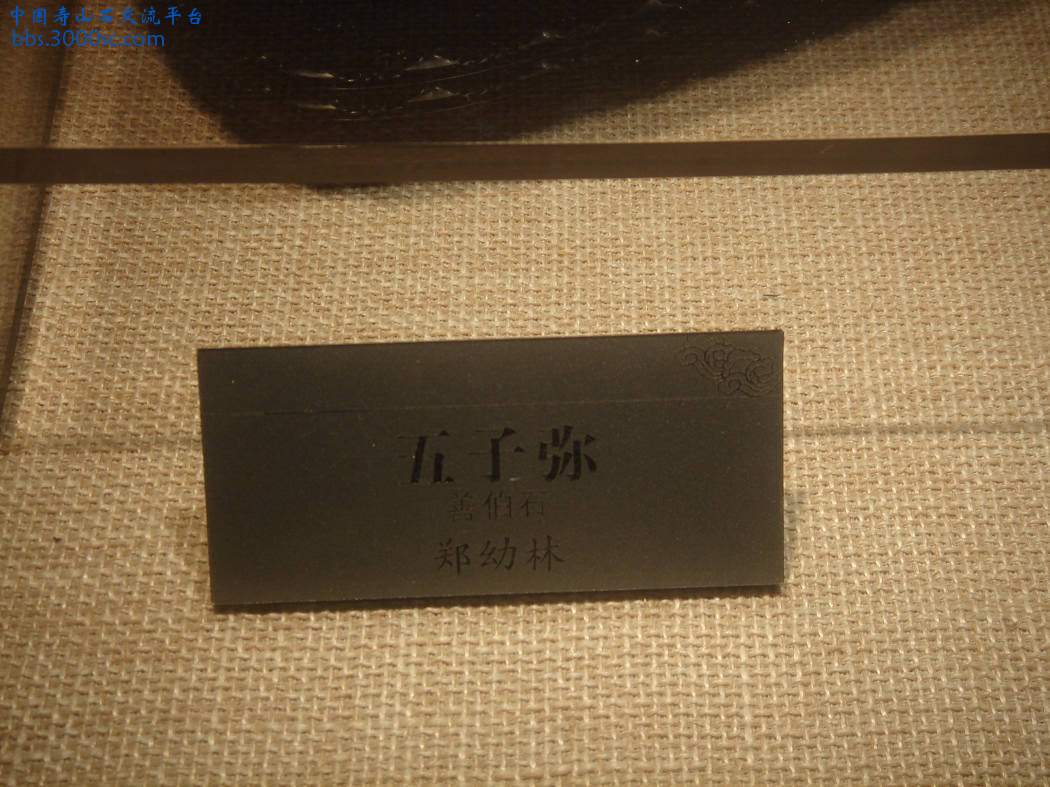 中国寿山石交流平台
bbs.3000sc.com
五子弥
善伯石
郑幼林